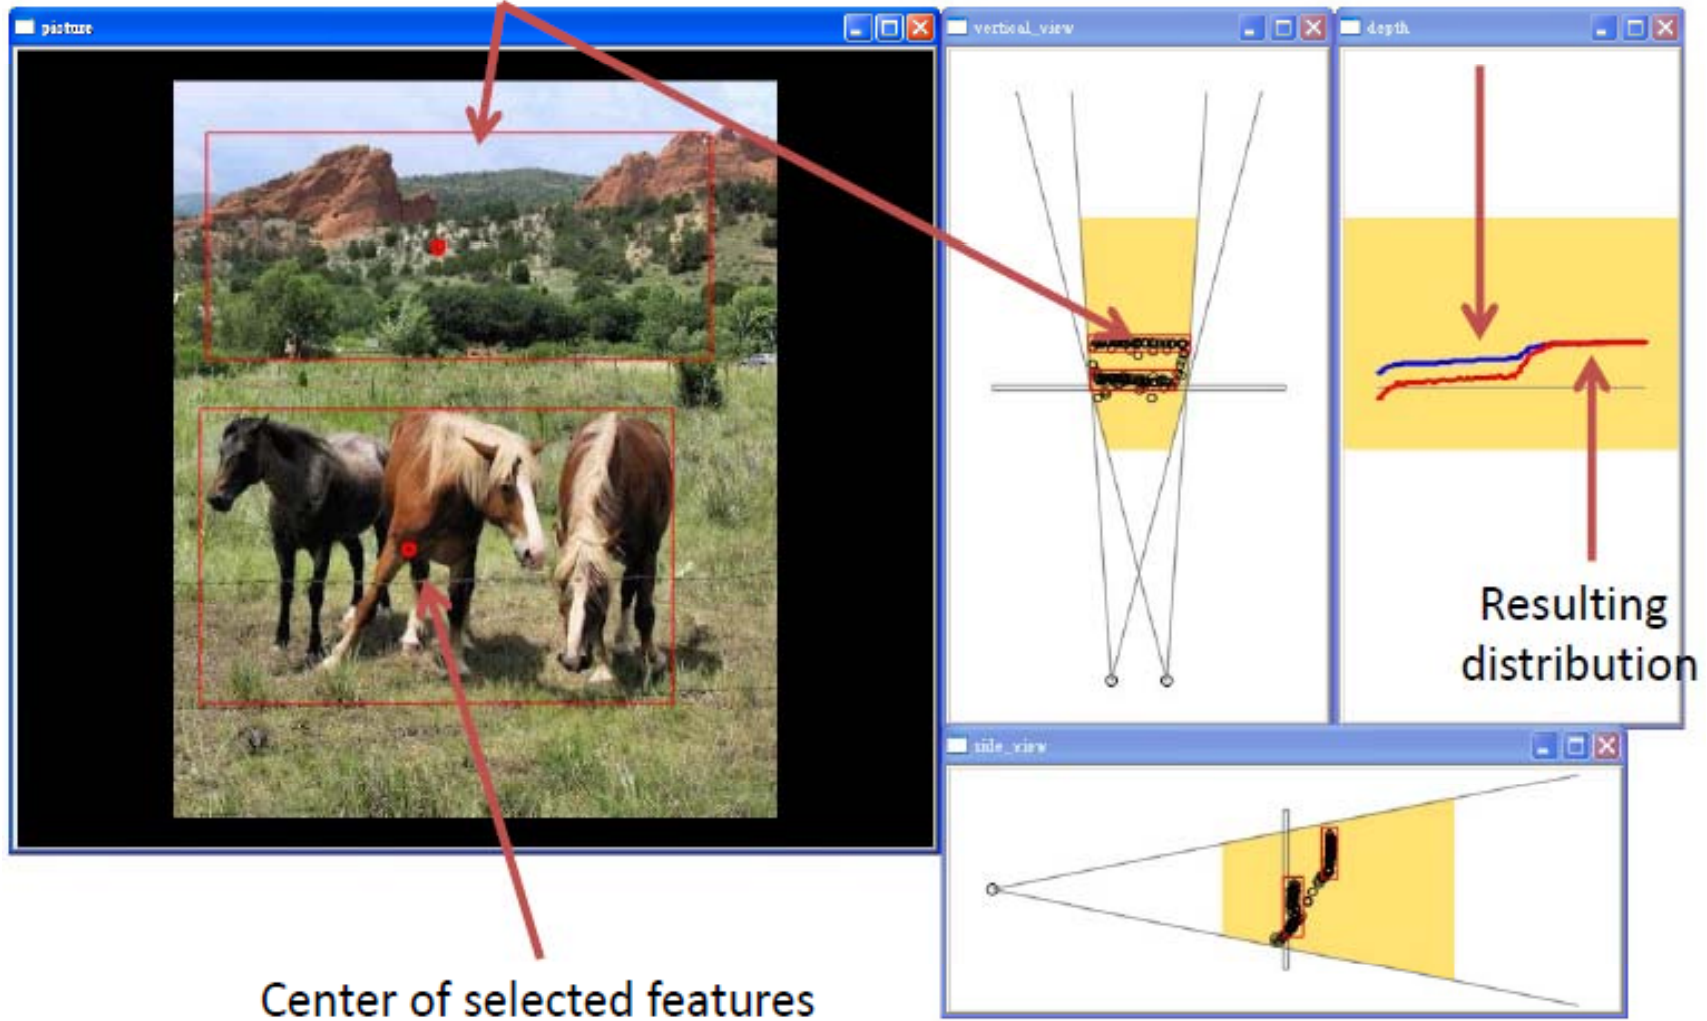 picture
vertical_view
depth
Resulting
distribution
side_view
Center of selected features